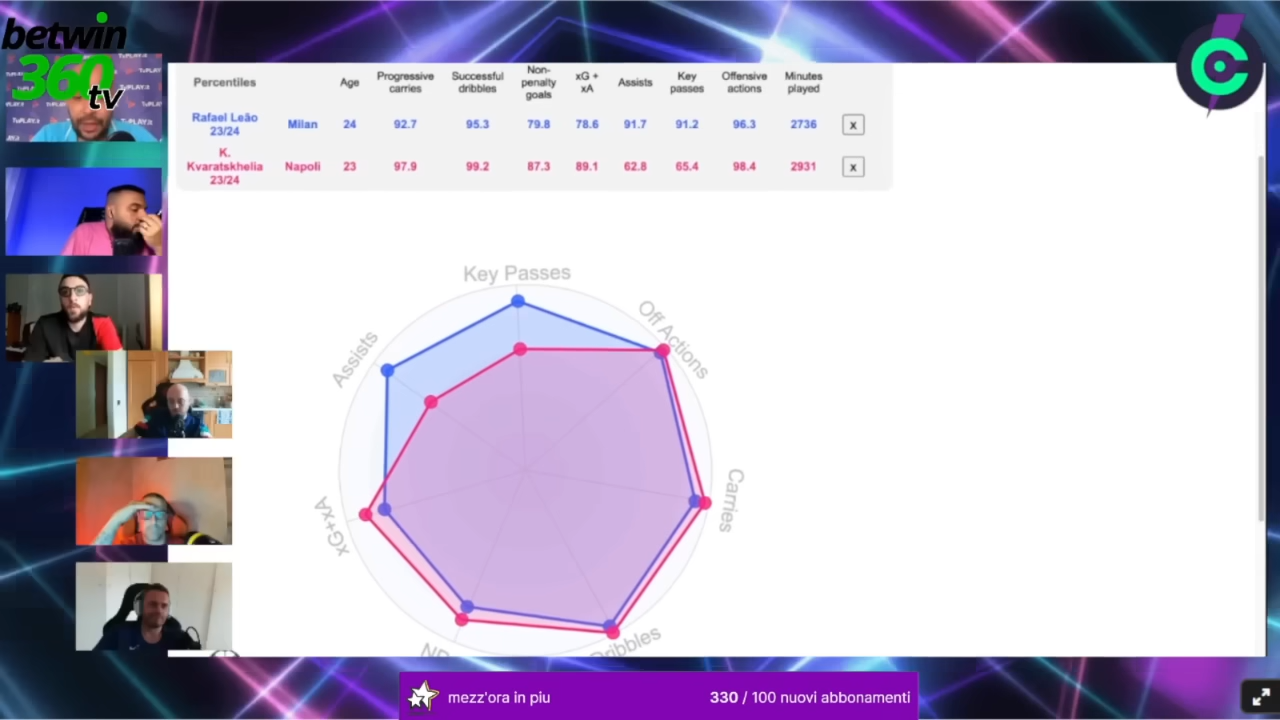 betwin
360
tv
TvPLAY
Percentiles
Age
Progressive
carries
Successful
dribbles
Non-
penalty
goals
xG +
xA
Assists
Key
passes
Offensive
actions
Minutes
played
Rafael Leão
23/24
Milan 24 92.7 95.3 79.8 78.6 91.7 91.2 96.3 2736 x
K.
Kvaratskhelia
23/24
Napoli 23 97.9 99.2 87.3 89.1 62.8 65.4 98.4 2931 x
Key Passes
Off Actions
Assists
Carries
xG+xA
Dribbles
mezz'ora in piu 330 / 100 nuovi abbonamenti